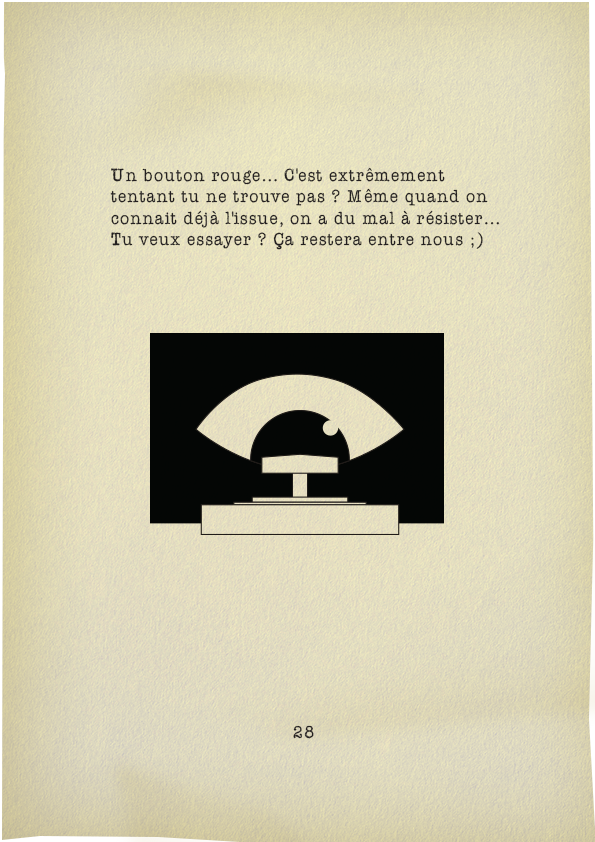 Un bouton rouge... C'est extrêmement
tentant tu ne trouve pas ? Même quand on
connait déjà l'issue, on a du mal à résister...
Tu veux essayer ? Ça restera entre nous ;)
28